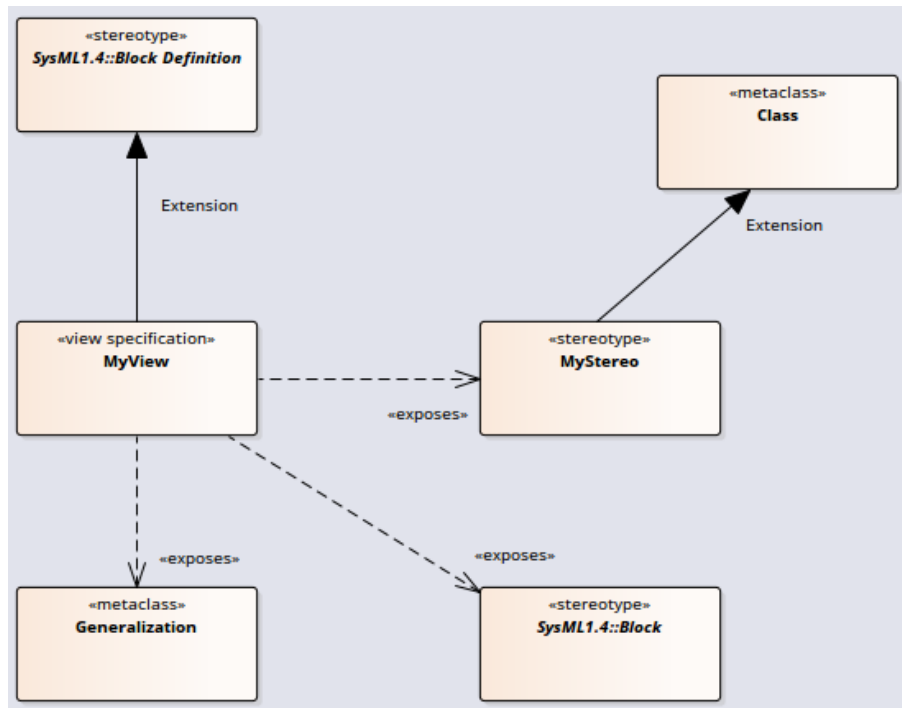 «stereotype»
SysML1.4::Block Definition
«metaclass»
Class
Extension
Extension
«view specification»
MyView
«stereotype»
MyStereo
«exposes»
«exposes»
«exposes»
«metaclass»
Generalization
«stereotype»
SysML1.4::Block